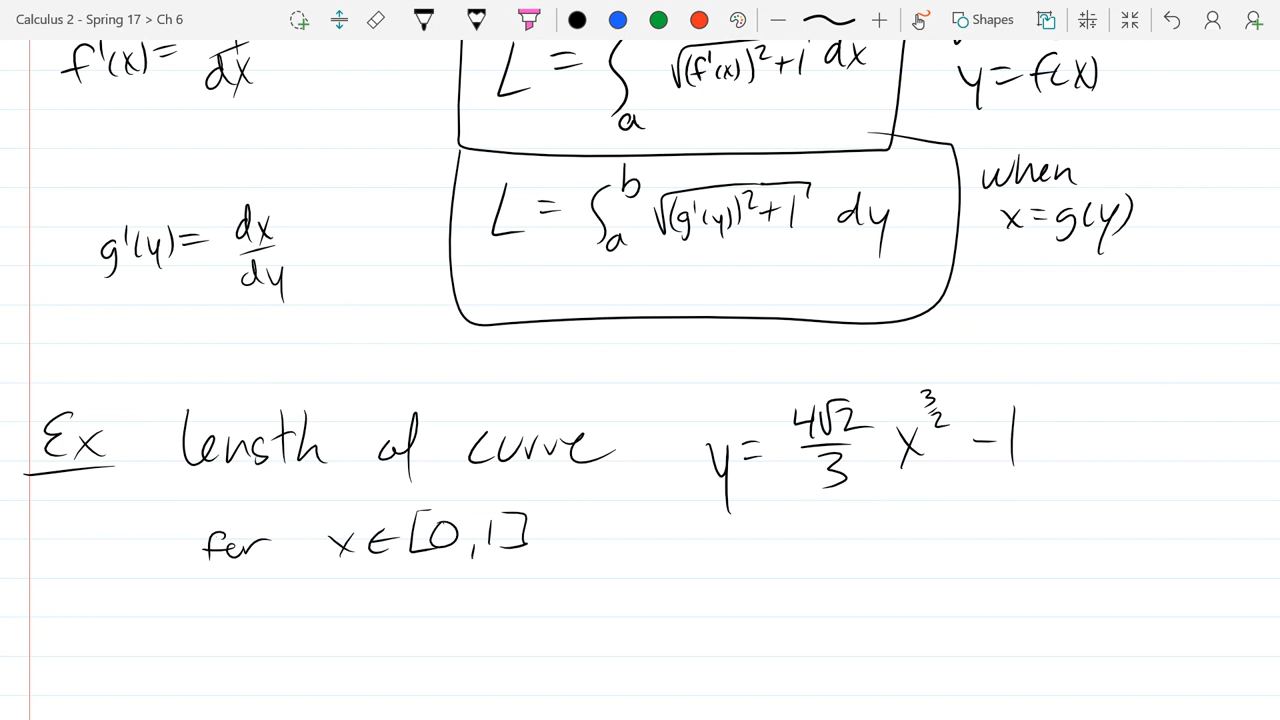 Calculus 2 - Spring 17 > Ch 6 Shapes
f'(x) = /dx L = ∫a √(f'(x))²+1 dx y = f(x)
when
L = ∫_a^b √(g'(y))²+1 dy x = g(y)
g'(y) = dx/dy
Ex length of curve y = 4√2/3 x^3/2 - 1
for x ∈ [0,1]